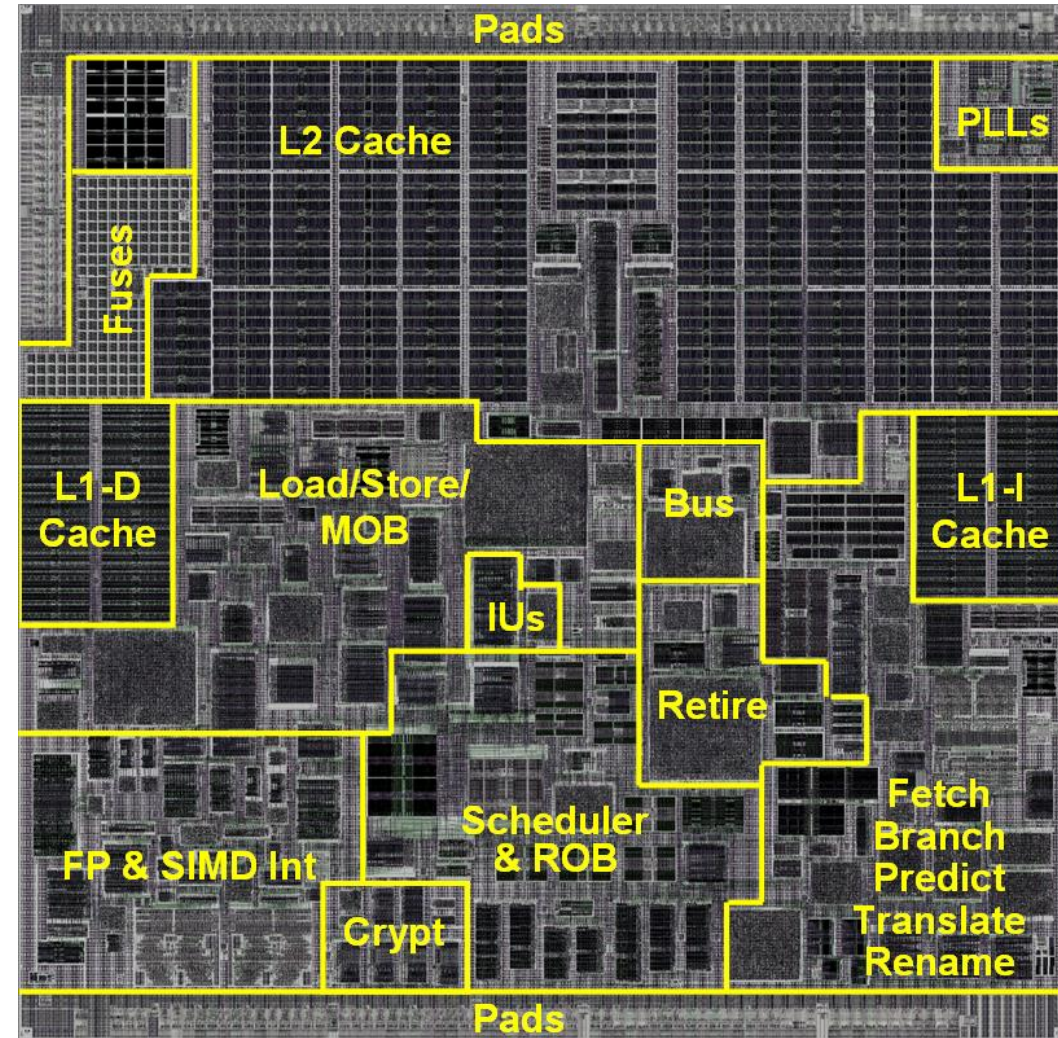 Pads
L2 Cache
PLLs
Fuses
L1-D
Cache
Load/Store/
MOB
Bus
L1-I
Cache
IUs
Retire
Scheduler
& ROB
FP & SIMD Int
Crypt
Fetch
Branch
Predict
Translate
Rename
Pads